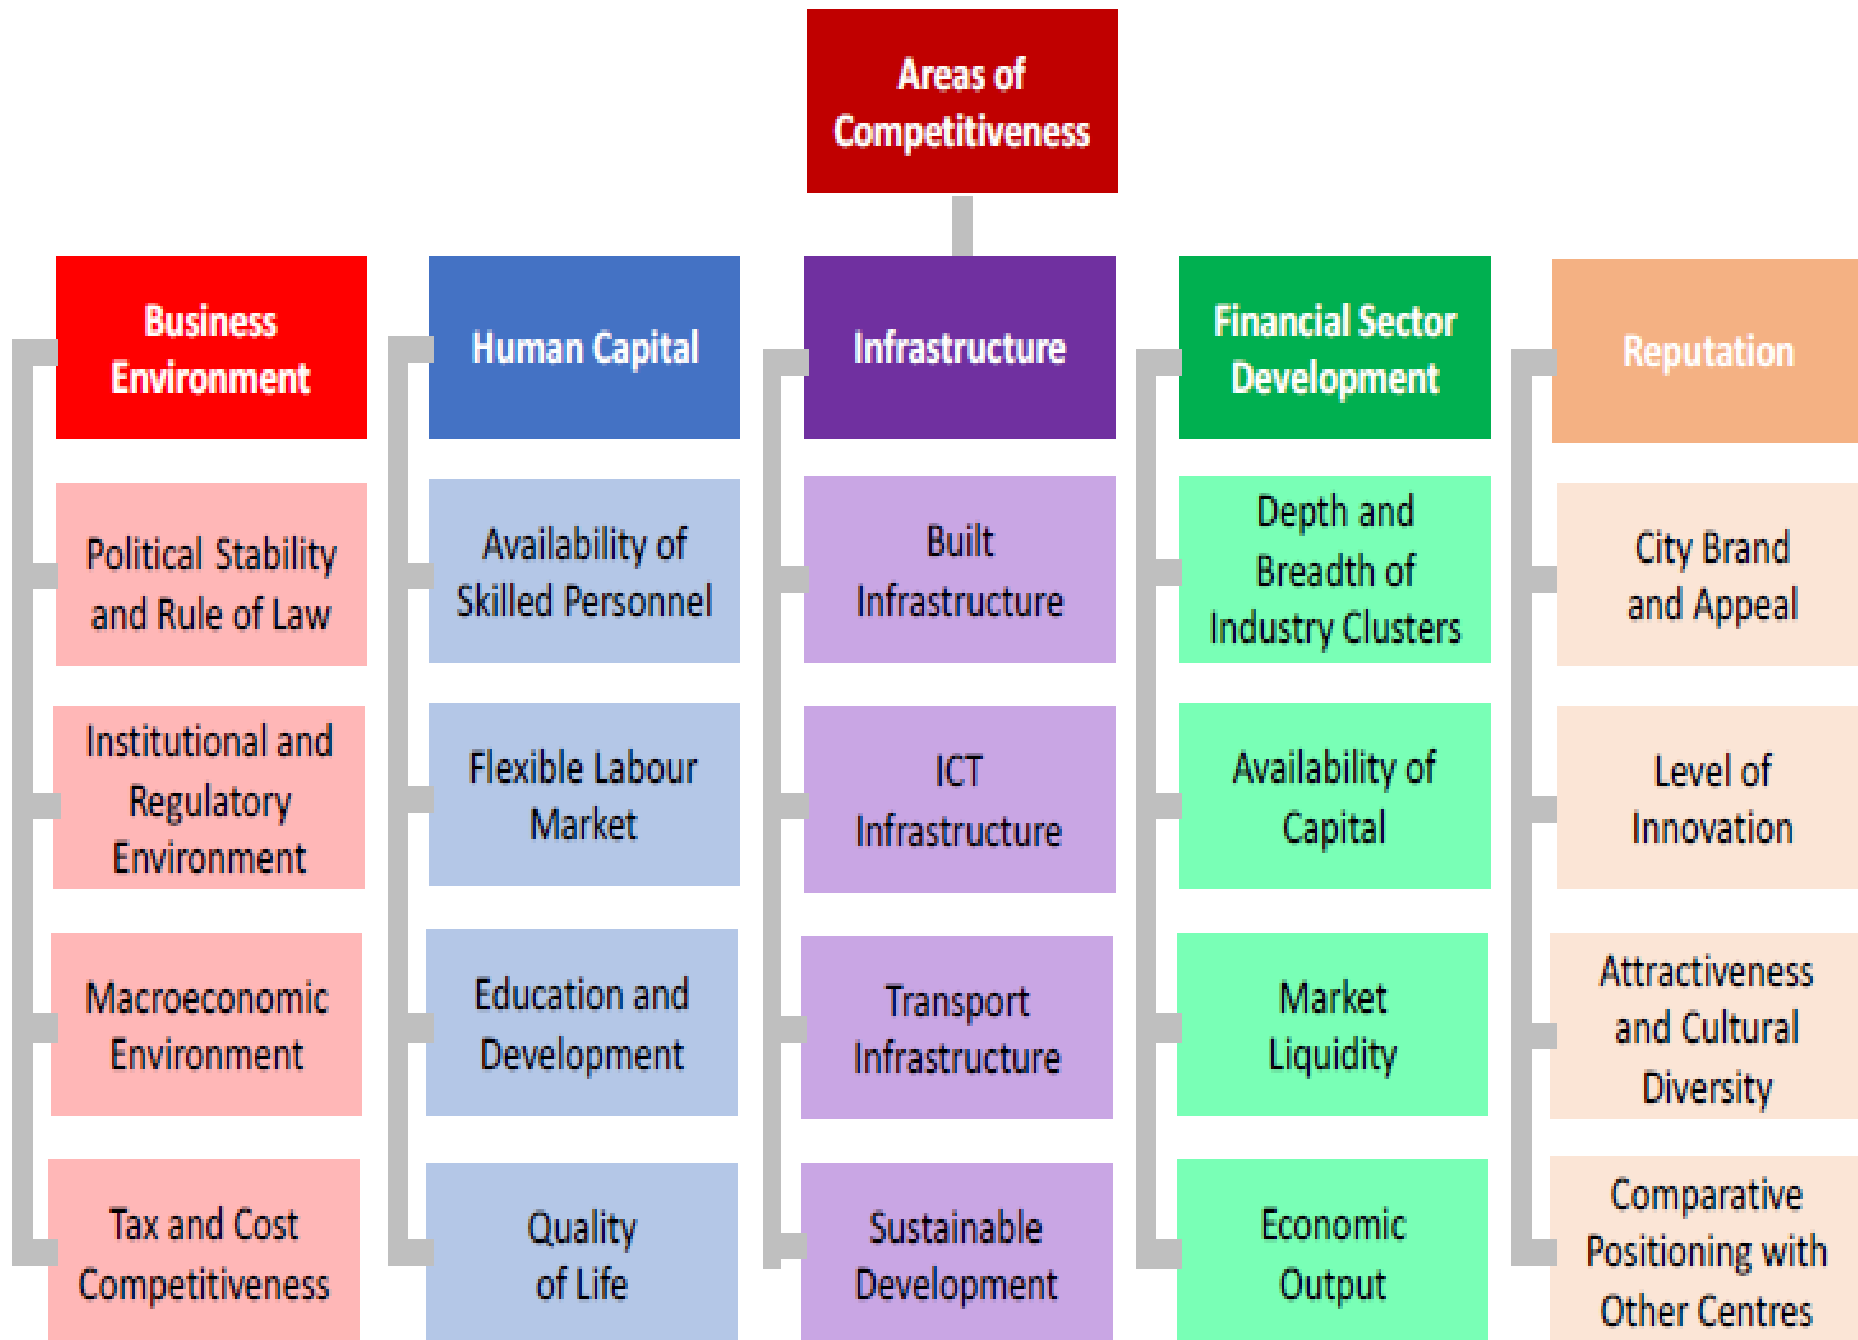 Areas of
Competitiveness
Business
Environment
Human Capital
Infrastructure
Financial Sector
Development
Reputation
Political Stability
and Rule of Law
Availability of
Skilled Personnel
Built
Infrastructure
Depth and
Breadth of
Industry Clusters
City Brand
and Appeal
Institutional and
Regulatory
Environment
Flexible Labour
Market
ICT
Infrastructure
Availability of
Capital
Level of
Innovation
Macroeconomic
Environment
Education and
Development
Transport
Infrastructure
Market
Liquidity
Attractiveness
and Cultural
Diversity
Tax and Cost
Competitiveness
Quality
of Life
Sustainable
Development
Economic
Output
Comparative
Positioning with
Other Centres